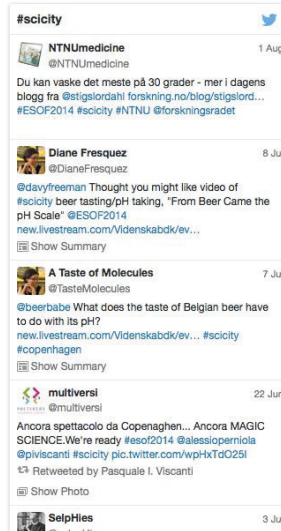 #scicity
NTNUmedicine 1 Aug
@NTNUmedicine
Du kan vaske det meste på 30 grader - mer i dagens
blogg fra @stigslordahl forskning.no/blog/stigslord...
#ESOF2014 #scicity #NTNU @forskningsradet
Diane Fresquez 8 Ju
@DianeFresquez
@davyfreeman Thought you might like video of
#scicity beer tasting/pH taking, "From Beer Came the
pH Scale" @ESOF2014
new.livestream.com/Videnskabdk/ev...
Show Summary
A Taste of Molecules 7 Ju
@TasteMolecules
@beerbabe What does the taste of Belgian beer have
to do with its pH?
new.livestream.com/Videnskabdk/ev... #scicity
#copenhagen
Show Summary
multiversi 22 Jun
@multiversi
Ancora spettacolo da Copenaghen... Ancora MAGIC
SCIENCE.We're ready #esof2014 @alessioperniola
@piviscanti #scicity pic.twitter.com/wpHxTdO25I
Retweeted by Pasquale I. Viscanti
Show Photo
SelpHies 3 Ju